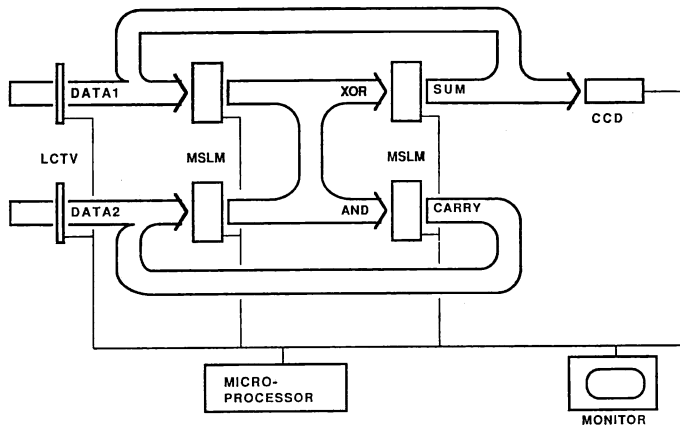 DATA1
XOR
SUM
CCD
LCTV
MSLM
MSLM
DATA2
AND
CARRY
MICRO-
PROCESSOR
MONITOR